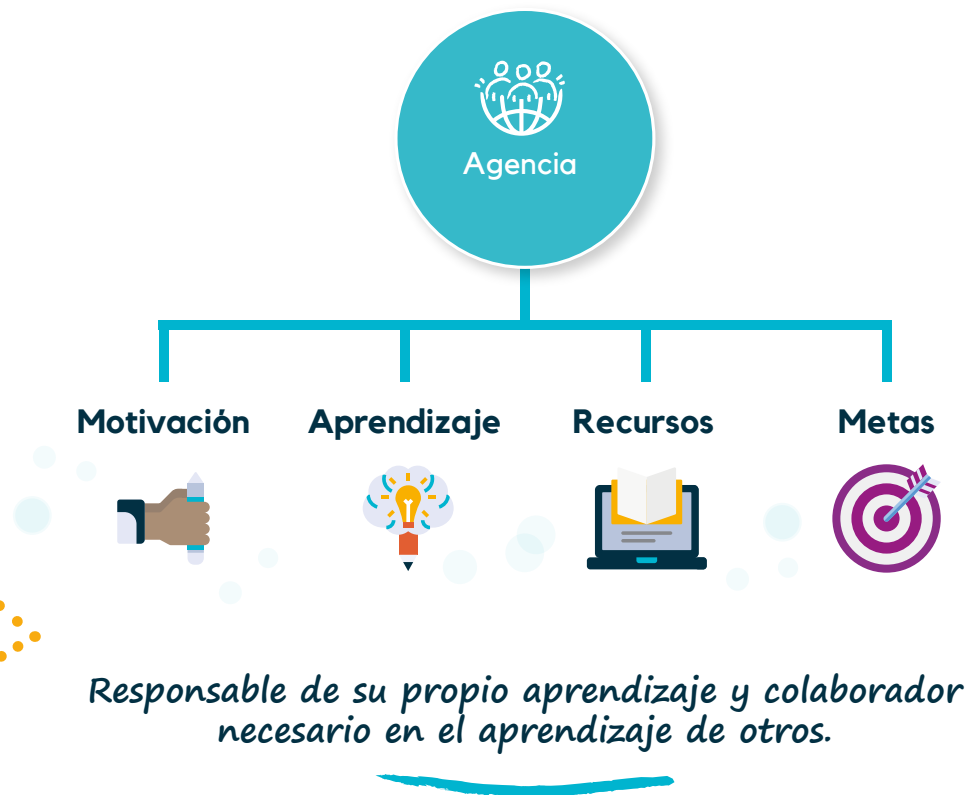 Agencia
Motivación
Aprendizaje
Recursos
Metas
Responsable de su propio aprendizaje y colaborador
necesario en el aprendizaje de otros.